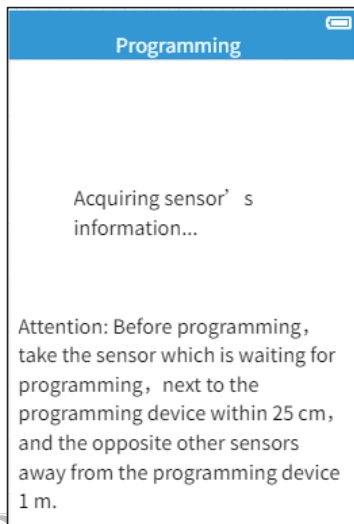 Programming
Acquiring sensor’ s
information...
Attention: Before programming，
take the sensor which is waiting for
programming，next to the
programming device within 25 cm，
and the opposite other sensors
away from the programming device
1 m.